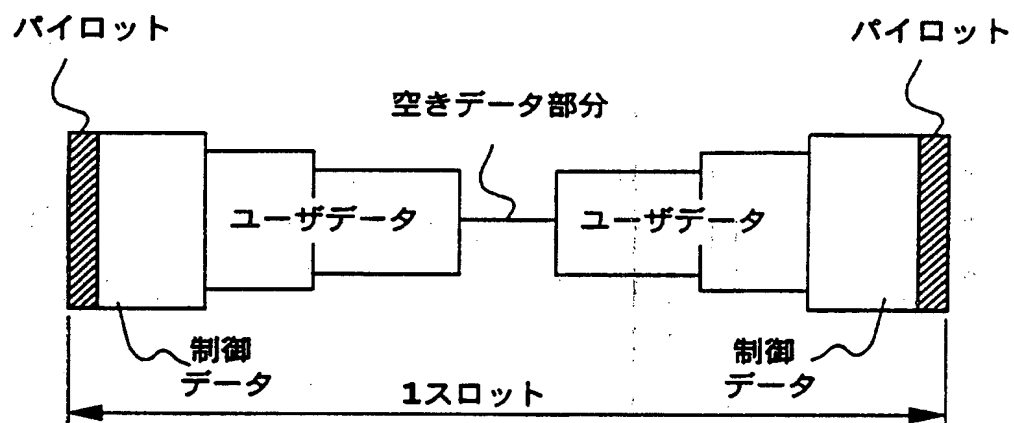 パイロット
パイロット
空きデータ部分
ユーザデータ
ユーザデータ
制御
データ
制御
データ
1スロット